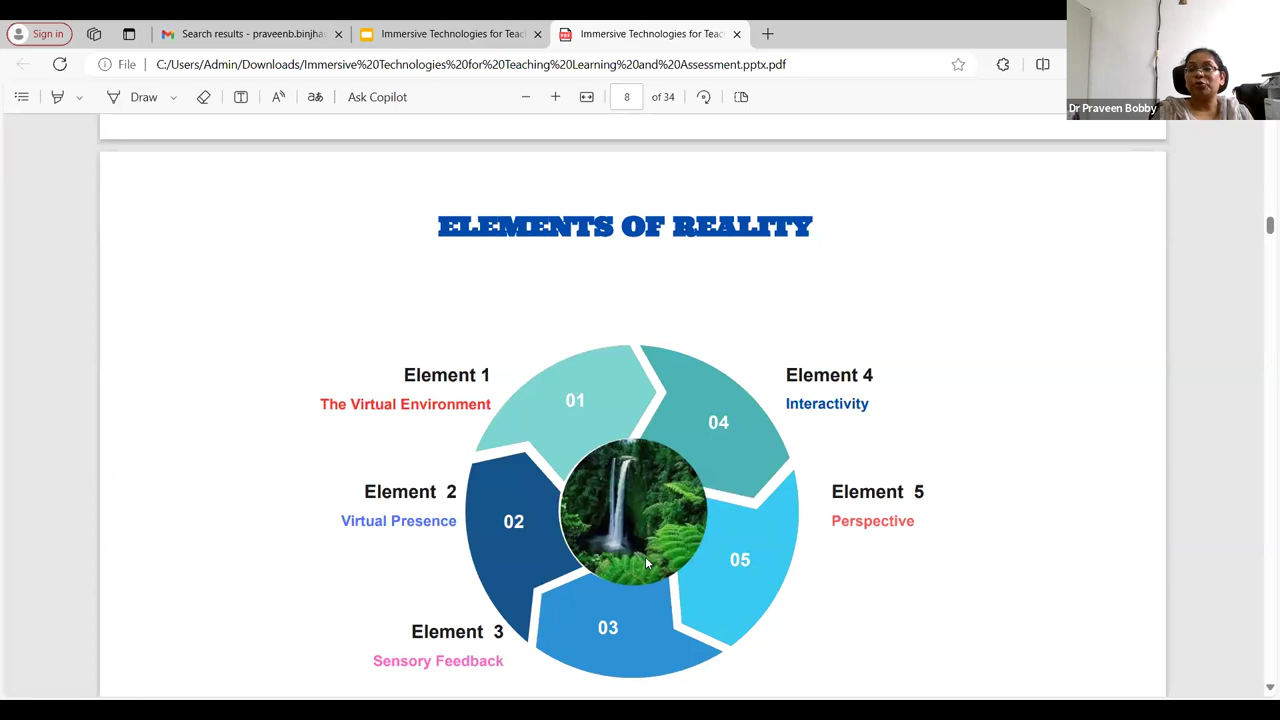 Sign in
Search results - praveenb.binjha
Immersive Technologies for Teac
Immersive Technologies for Teac
File
C:/Users/Admin/Downloads/Immersive%20Technologies%20for%20Teaching%20Learning%20and%20Assessment.pptx.pdf
Draw
Ask Copilot
8 of 34
Dr Praveen Bobby
ELEMENTS OF REALITY
Element 1
The Virtual Environment
01
Element 4
Interactivity
04
Element 2
Virtual Presence
02
Element 5
Perspective
05
Element 3
Sensory Feedback
03